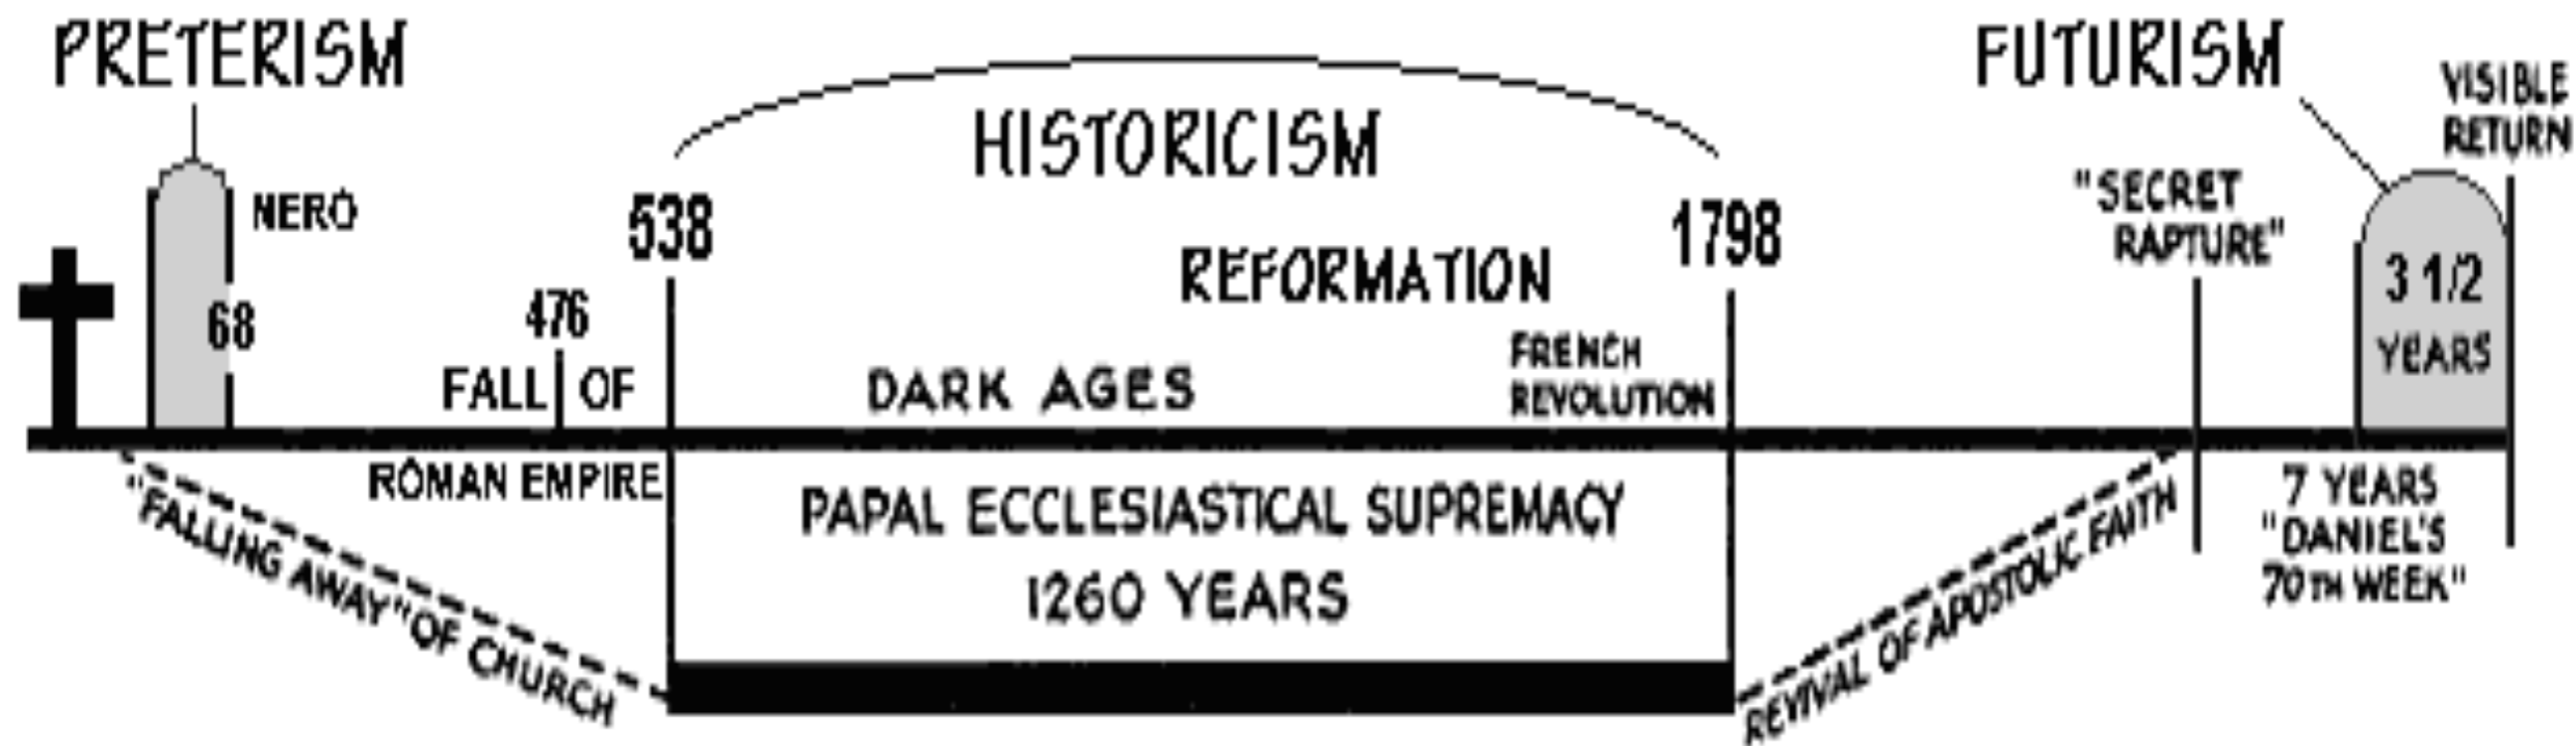 PRETERISM
NERO
68
476
FALL OF
ROMAN EMPIRE
"FALLING AWAY" OF CHURCH
HISTORICISM
538
1798
REFORMATION
DARK AGES
FRENCH
REVOLUTION
PAPAL ECCLESIASTICAL SUPREMACY
1260 YEARS
REVIVAL OF APOSTOLIC FAITH
FUTURISM
VISIBLE
RETURN
"SECRET
RAPTURE"
3 1/2
YEARS
7 YEARS
"DANIEL'S
70TH WEEK"